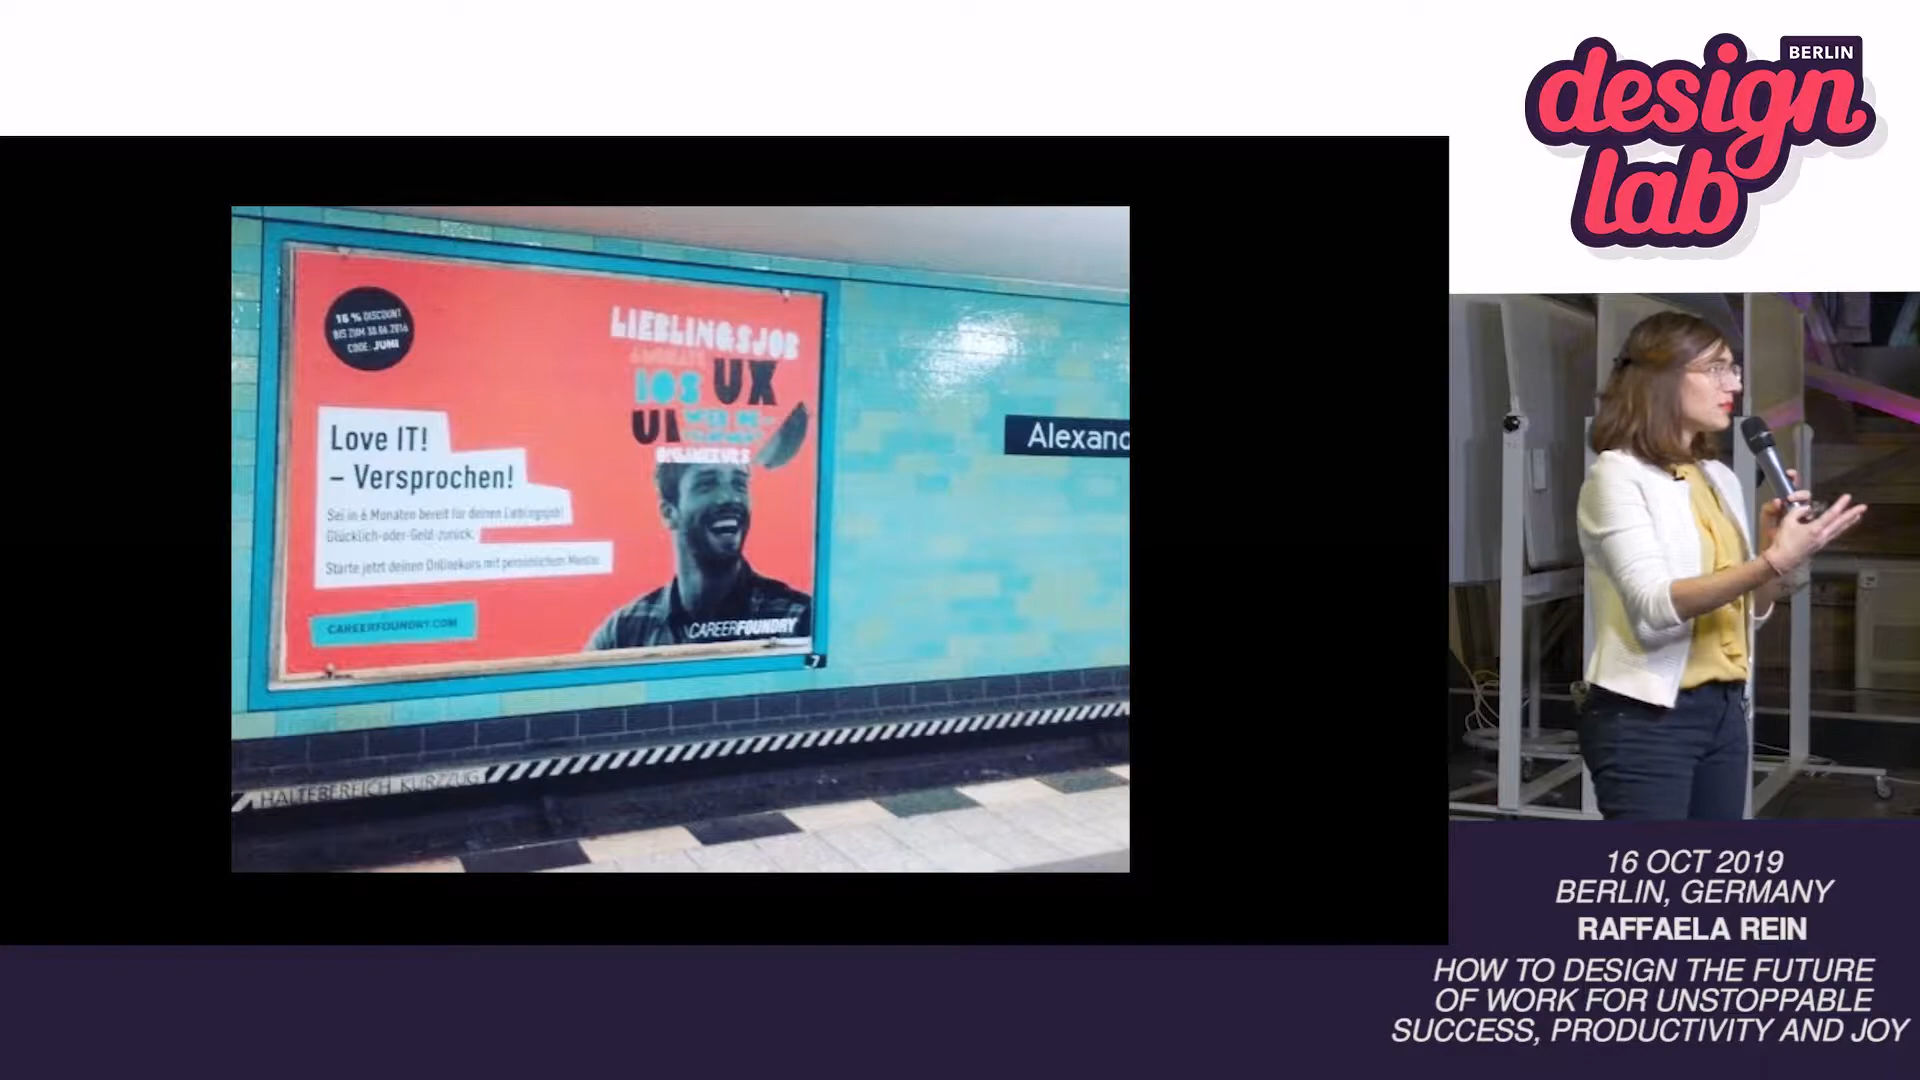 BERLIN
design
lab
16 % DISCOUNT
BIS ZUM 30.06.2016
CODE: JUNI
LIEBLINGSJOB
IOS UX
UI
ONLINEKURS
Love IT!
– Versprochen!
Sei in 6 Monaten bereit für deinen Lieblingsjob!
Glücklich-oder-Geld-zurück.
Starte jetzt deinen Onlinekurs mit persönlichem Mentor.
CAREERFOUNDRY.COM
CAREERFOUNDRY
7
Alexand
HALTEBEREICH KURZZUG
16 OCT 2019
BERLIN, GERMANY
RAFFAELA REIN
HOW TO DESIGN THE FUTURE
OF WORK FOR UNSTOPPABLE
SUCCESS, PRODUCTIVITY AND JOY